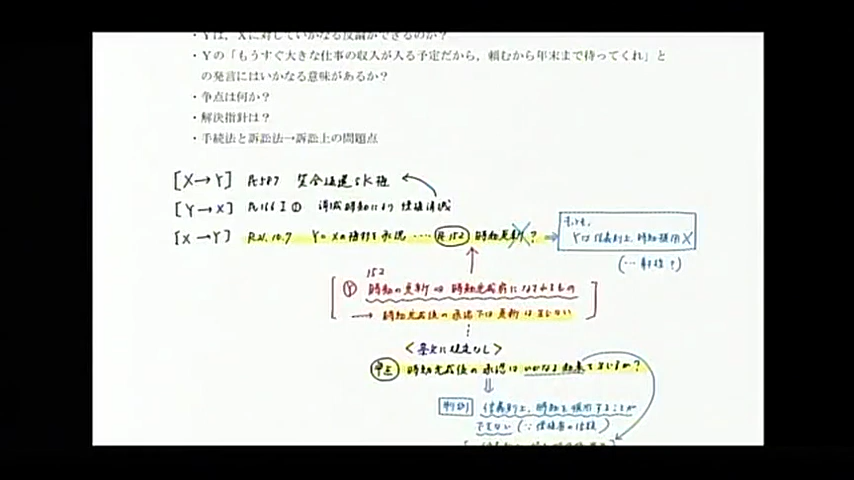 ・Yは，Xに対していかなる反論ができるのか？
・Yの「もうすぐ大きな仕事の収入が入る予定だから，頼むから年末まで待ってくれ」と
の発言にはいかなる意味があるか？
・争点は何か？
・解決指針は？
・手続法と訴訟法→訴訟上の問題点
[X→Y] 民587 貸金返還SK権
[Y→X] 民166Ⅰ① 消滅時効により債権消滅
[X→Y] R21.10.7 Y=Xの権利を承認 …… 民152 時効更新？
Yは信義則上、時効援用X
152
Ⓨ 時効の更新は時効完成前になされるもの
→ 時効完成後の承認では更新は生じない
<条文に規定なし>
争点 時効完成後の承認はいかなる効果を生じるか？
判例 信義則上、時効を援用することが
できない (∵債権者の信頼)